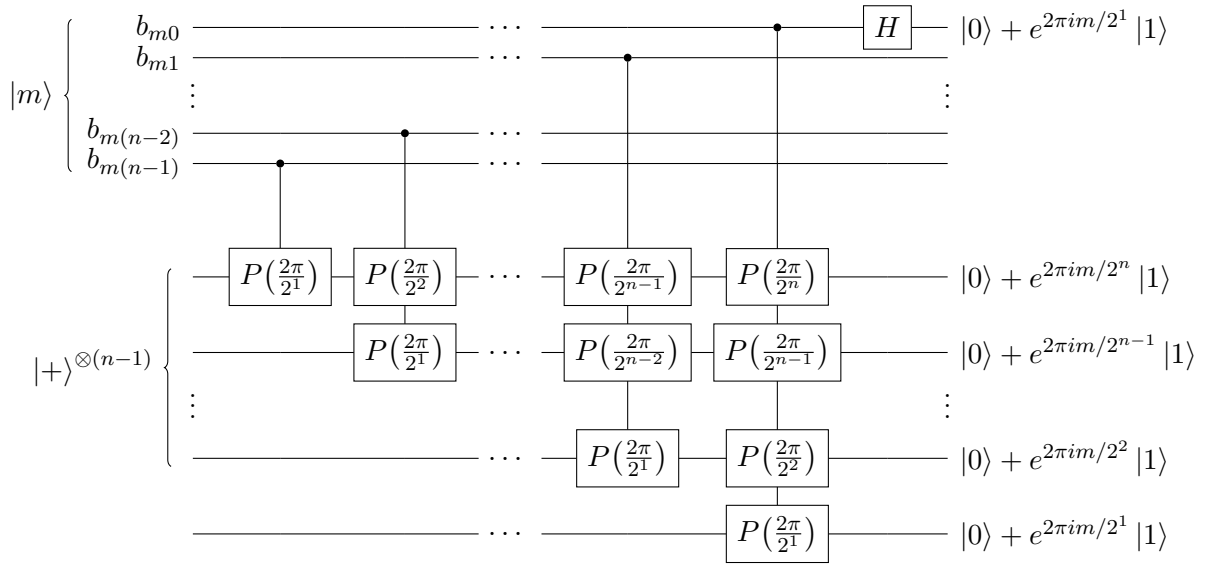 b_{m0} ··· H |0⟩ + e^{2πim/2^1} |1⟩
b_{m1} ···
|m⟩ ⋮ ⋮
b_{m(n−2)} ···
b_{m(n−1)} ···
P(2π/2^1) P(2π/2^2) ··· P(2π/2^{n−1}) P(2π/2^n) |0⟩ + e^{2πim/2^n} |1⟩
|+⟩^{⊗(n−1)} P(2π/2^1) ··· P(2π/2^{n−2}) P(2π/2^{n−1}) |0⟩ + e^{2πim/2^{n−1}} |1⟩
⋮ ⋮
··· P(2π/2^1) P(2π/2^2) |0⟩ + e^{2πim/2^2} |1⟩
··· P(2π/2^1) |0⟩ + e^{2πim/2^1} |1⟩